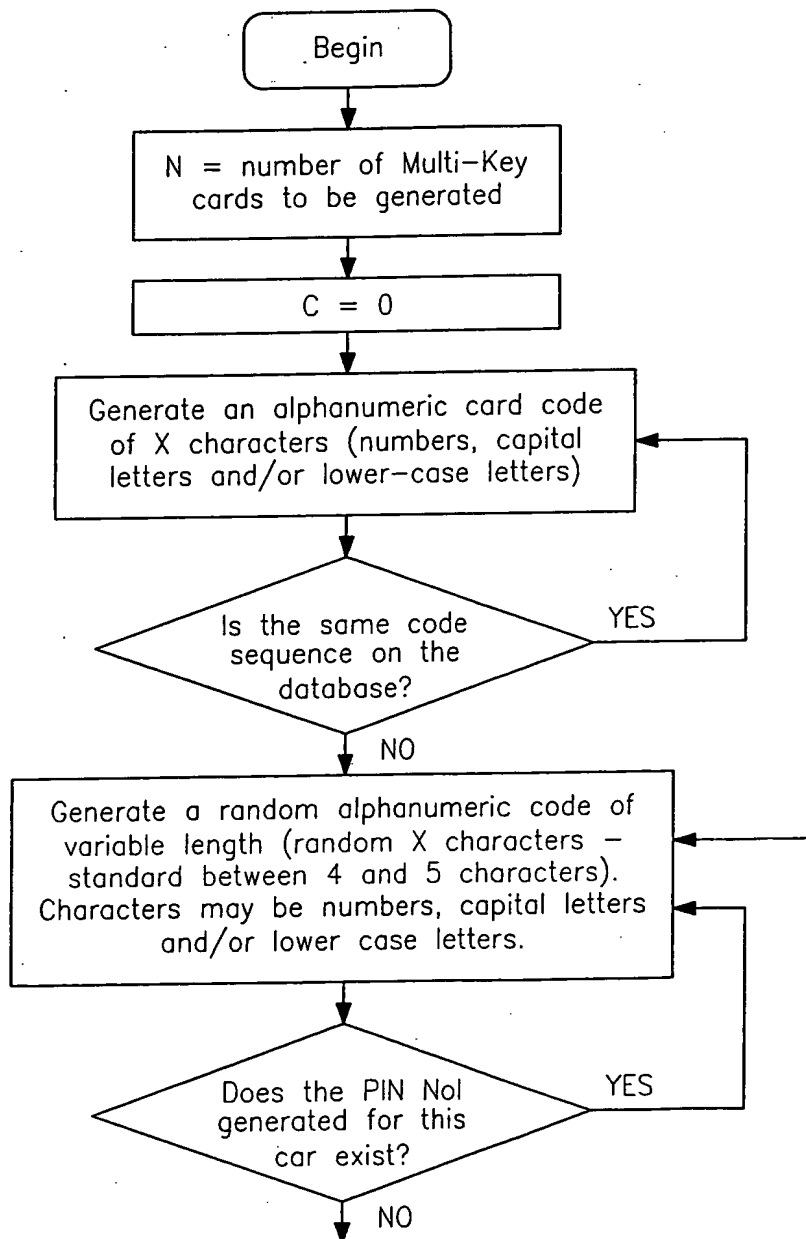 Begin
N = number of Multi-Key
cards to be generated
C = 0
Generate an alphanumeric card code
of X characters (numbers, capital
letters and/or lower-case letters)
Is the same code
sequence on the
database?
YES
NO
Generate a random alphanumeric code of
variable length (random X characters –
standard between 4 and 5 characters).
Characters may be numbers, capital letters
and/or lower case letters.
Does the PIN Nol
generated for this
car exist?
YES
NO